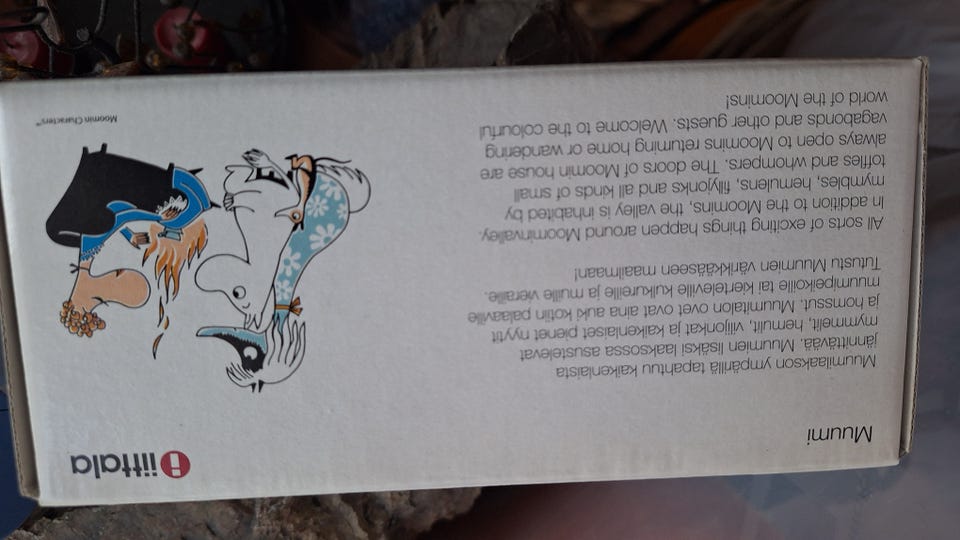 Muumi
iittala
Muumilaakson ympärillä tapahtuu kaikenlaista
jännittävää. Muumien lisäksi laaksossa asustelevat
mymmelit, hemulit, viljonkat ja kaikenlaiset pienet nyytit
ja homssut. Muumitalon ovet ovat aina auki kotiin palaaville
muumipeikoille tai kierteleville kulkureille ja muille vieraille.
Tutustu Muumien värikkääseen maailmaan!
All sorts of exciting things happen around Moominvalley.
In addition to the Moomins, the valley is inhabited by
mymbles, hemulens, fillyjonks and all kinds of small
toffles and whompers. The doors of Moomin house are
always open to Moomins returning home or wandering
vagabonds and other guests. Welcome to the colourful
world of the Moomins!
Moomin Characters™